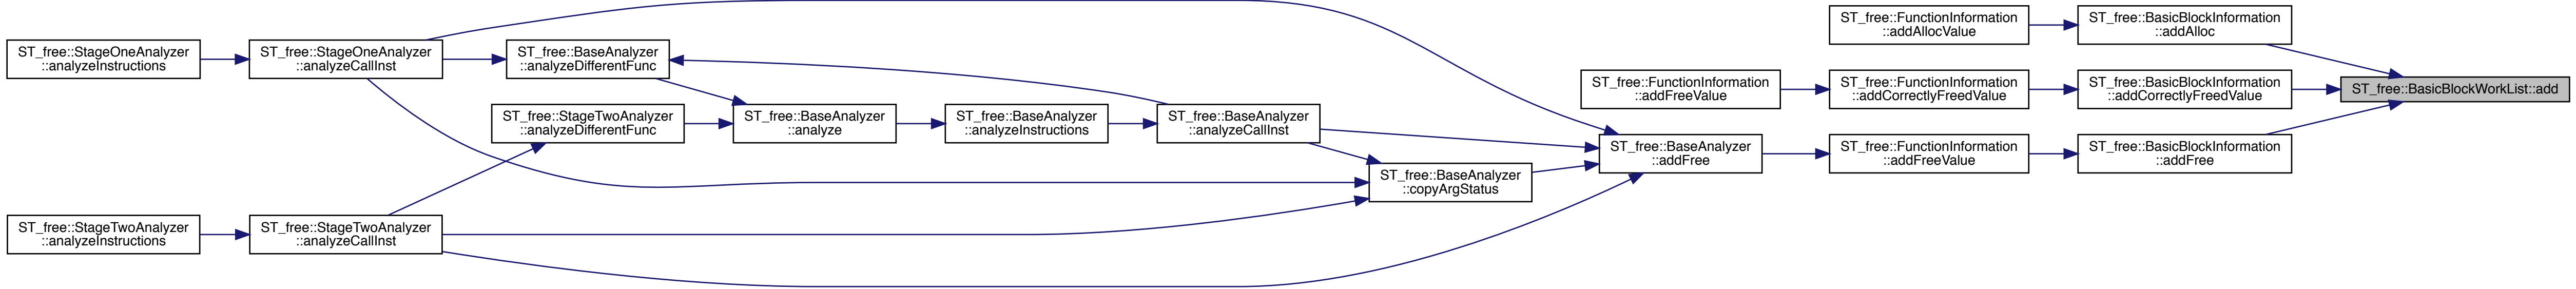 ST_free::StageOneAnalyzer
::analyzeInstructions
ST_free::StageOneAnalyzer
::analyzeCallInst
ST_free::BaseAnalyzer
::analyzeDifferentFunc
ST_free::StageTwoAnalyzer
::analyzeDifferentFunc
ST_free::BaseAnalyzer
::analyze
ST_free::BaseAnalyzer
::analyzeInstructions
ST_free::BaseAnalyzer
::analyzeCallInst
ST_free::StageTwoAnalyzer
::analyzeInstructions
ST_free::StageTwoAnalyzer
::analyzeCallInst
ST_free::BaseAnalyzer
::copyArgStatus
ST_free::BaseAnalyzer
::addFree
ST_free::FunctionInformation
::addFreeValue
ST_free::FunctionInformation
::addAllocValue
ST_free::FunctionInformation
::addCorrectlyFreedValue
ST_free::FunctionInformation
::addFreeValue
ST_free::BasicBlockInformation
::addAlloc
ST_free::BasicBlockInformation
::addCorrectlyFreedValue
ST_free::BasicBlockInformation
::addFree
ST_free::BasicBlockWorkList::add